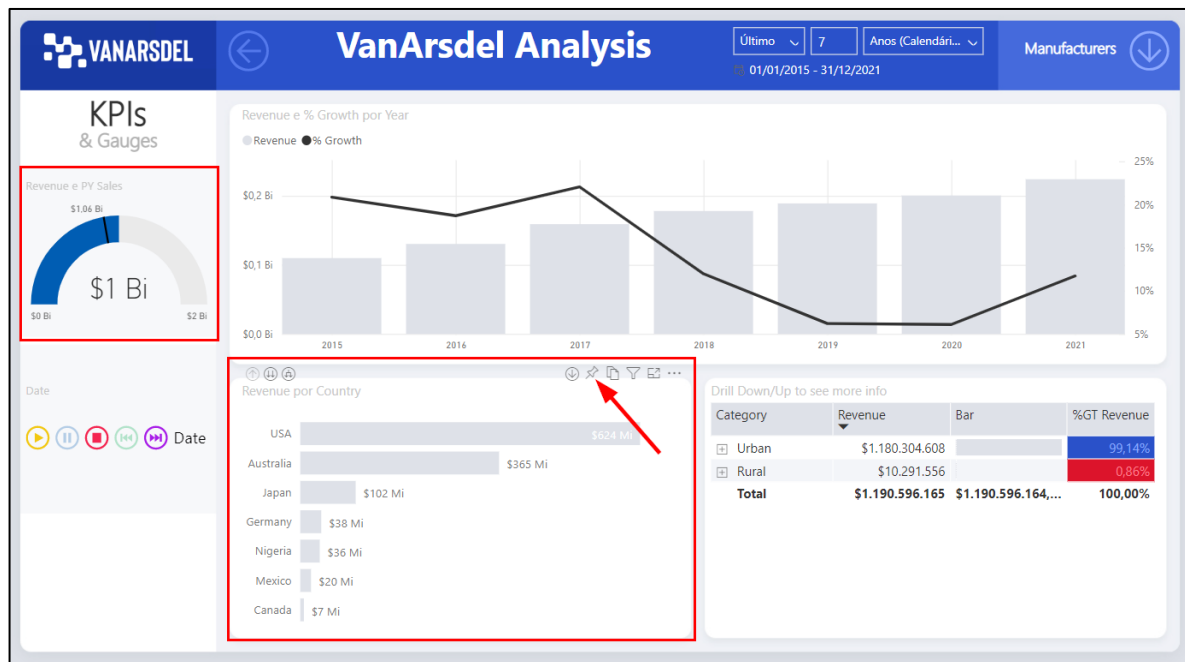 VANARSDEL
VanArsdel Analysis
Último 7 Anos (Calendári...
01/01/2015 - 31/12/2021
Manufacturers
KPIs
& Gauges
Revenue e PY Sales
$1,06 Bi
$1 Bi
$0 Bi
$2 Bi
Date
Date
Revenue e % Growth por Year
Revenue % Growth
$0,2 Bi
$0,1 Bi
$0,0 Bi
25%
20%
15%
10%
5%
2015 2016 2017 2018 2019 2020 2021
Revenue por Country
USA $624 Mi
Australia $365 Mi
Japan $102 Mi
Germany $38 Mi
Nigeria $36 Mi
Mexico $20 Mi
Canada $7 Mi
Drill Down/Up to see more info
Category Revenue Bar %GT Revenue
Urban $1.180.304.608 99,14%
Rural $10.291.556 0,86%
Total $1.190.596.165 $1.190.596.164,... 100,00%